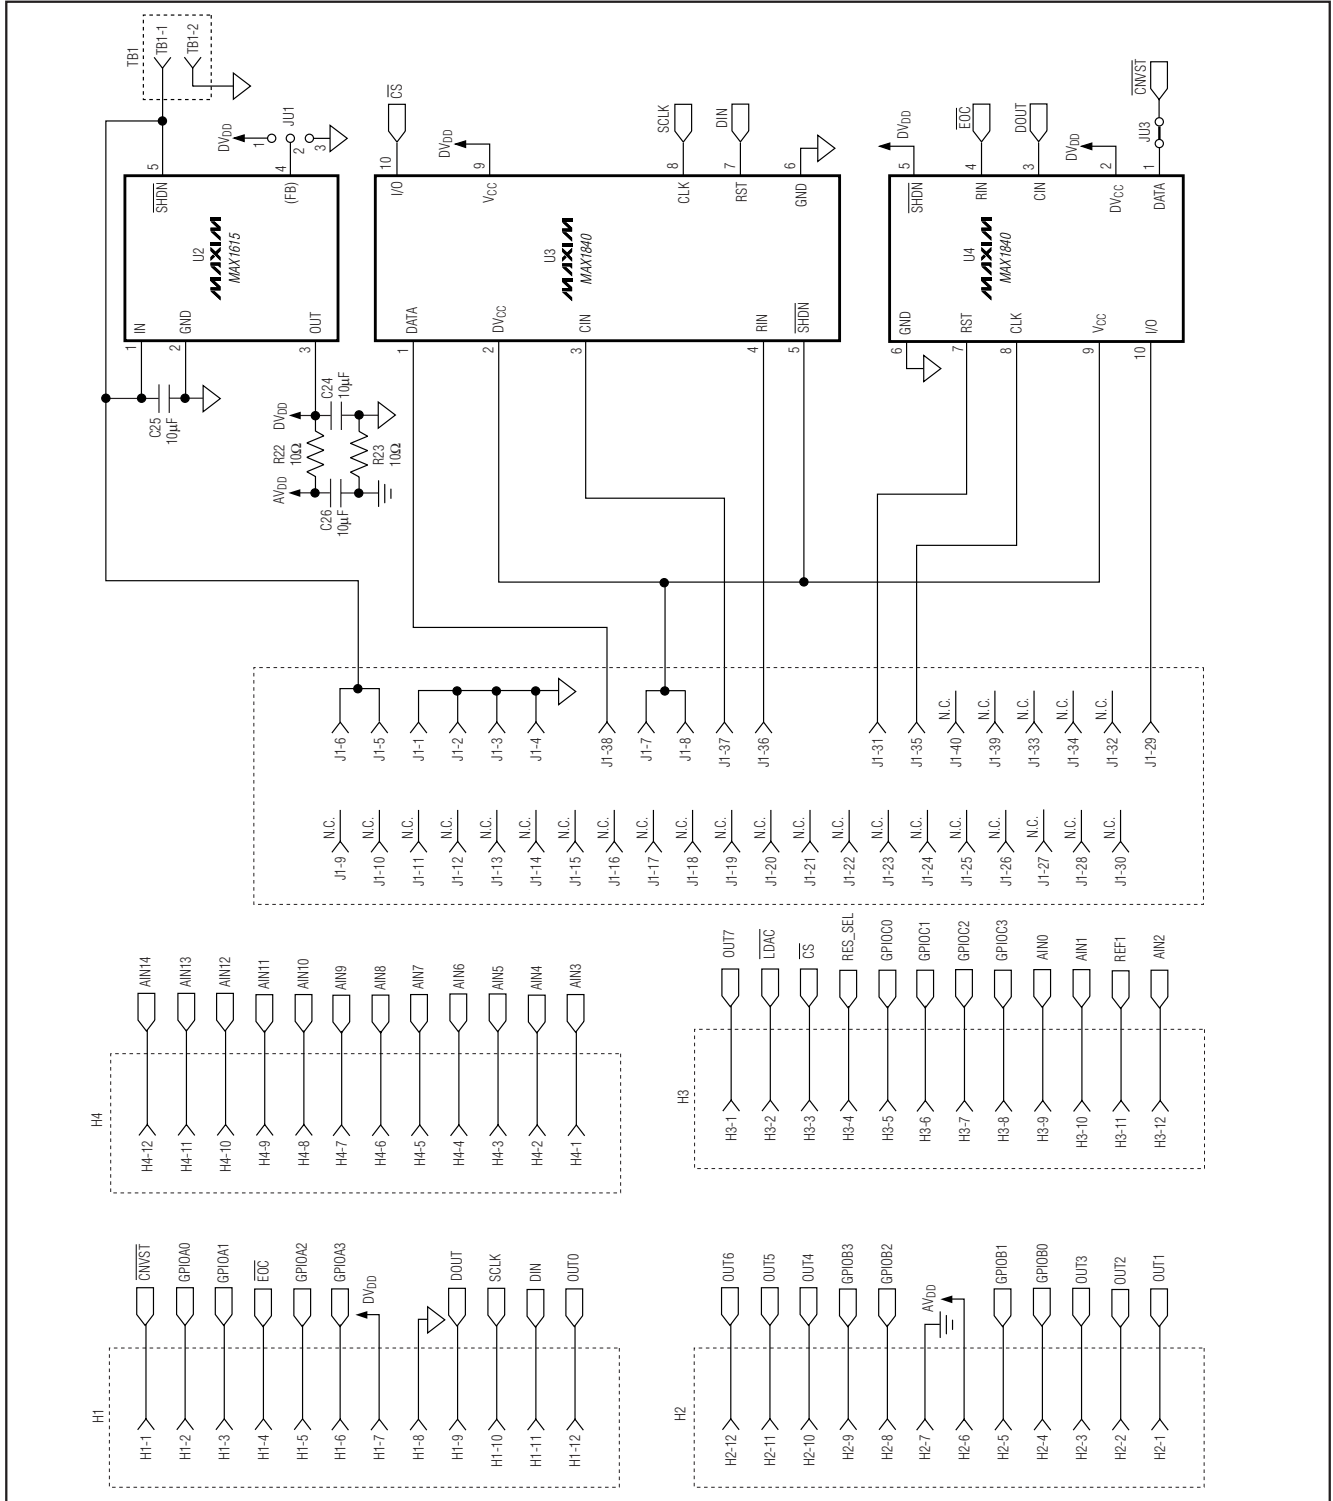 TB1
TB1-1
TB1-2
DVDD
1
2
3
JU1
5
4
SHDN
(FB)
U2
MAXIM
MAX1615
IN
GND
OUT
1
2
3
C25
10µF
DVDD
C24
10µF
R22
10Ω
R23
10Ω
AVDD
C26
10µF
CS
DVDD
SCLK
DIN
10
9
8
7
6
I/O
VCC
CLK
RST
GND
U3
MAXIM
MAX1840
DATA
DVCC
CIN
RIN
SHDN
1
2
3
4
5
DVDD
EOC
DOUT
DVDD
CNVST
JU3
5
4
3
2
1
SHDN
RIN
CIN
DVCC
DATA
U4
MAXIM
MAX1840
GND
RST
CLK
VCC
I/O
6
7
8
9
10
J1-6
J1-5
J1-1
J1-2
J1-3
J1-4
J1-38
J1-7
J1-8
J1-37
J1-36
J1-31
J1-35
N.C.
J1-40
N.C.
J1-39
N.C.
J1-33
N.C.
J1-34
N.C.
J1-32
J1-29
N.C.
J1-9
N.C.
J1-10
N.C.
J1-11
N.C.
J1-12
N.C.
J1-13
N.C.
J1-14
N.C.
J1-15
N.C.
J1-16
N.C.
J1-17
N.C.
J1-18
N.C.
J1-19
N.C.
J1-20
N.C.
J1-21
N.C.
J1-22
N.C.
J1-23
N.C.
J1-24
N.C.
J1-25
N.C.
J1-26
N.C.
J1-27
N.C.
J1-28
N.C.
J1-30
H4
H4-12 AIN14
H4-11 AIN13
H4-10 AIN12
H4-9 AIN11
H4-8 AIN10
H4-7 AIN9
H4-6 AIN8
H4-5 AIN7
H4-4 AIN6
H4-3 AIN5
H4-2 AIN4
H4-1 AIN3
H3
H3-1 OUT7
H3-2 LDAC
H3-3 CS
H3-4 RES_SEL
H3-5 GPIOC0
H3-6 GPIOC1
H3-7 GPIOC2
H3-8 GPIOC3
H3-9 AIN0
H3-10 AIN1
H3-11 REF1
H3-12 AIN2
H1
H1-1 CNVST
H1-2 GPIOA0
H1-3 GPIOA1
H1-4 EOC
H1-5 GPIOA2
H1-6 GPIOA3
H1-7 DVDD
H1-8
H1-9 DOUT
H1-10 SCLK
H1-11 DIN
H1-12 OUT0
H2
H2-12 OUT6
H2-11 OUT5
H2-10 OUT4
H2-9 GPIOB3
H2-8 GPIOB2
H2-7
H2-6 AVDD
H2-5 GPIOB1
H2-4 GPIOB0
H2-3 OUT3
H2-2 OUT2
H2-1 OUT1